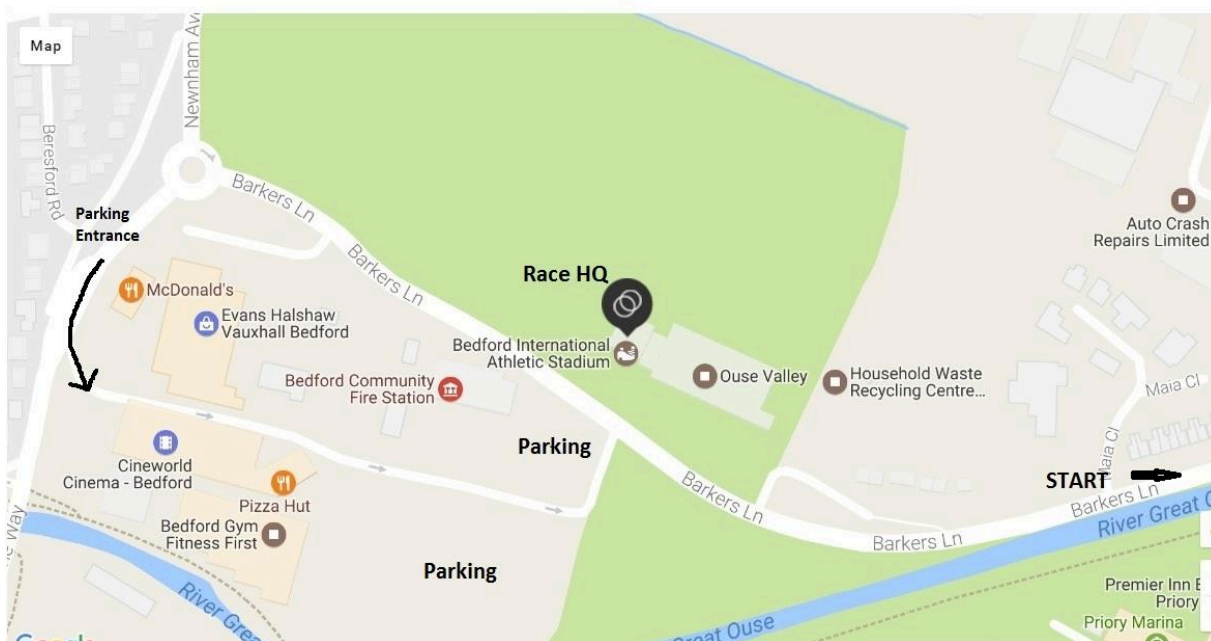 Map
Newnham Av
Beresford Rd
Barkers Ln
Parking
Entrance
Barkers Ln
Auto Crash
Repairs Limited
McDonald's
Race HQ
Evans Halshaw
Vauxhall Bedford
Bedford International
Athletic Stadium
Ouse Valley
Household Waste
Recycling Centre...
Bedford Community
Fire Station
Maia Cl
Maia Cl
Parking
Cineworld
Cinema - Bedford
START
Pizza Hut
Barkers Ln
Barkers Ln
Bedford Gym
Fitness First
River Great O
Barkers Ln
Way
Parking
Premier Inn
Priory
River Gre
Great Ouse
Priory Marina